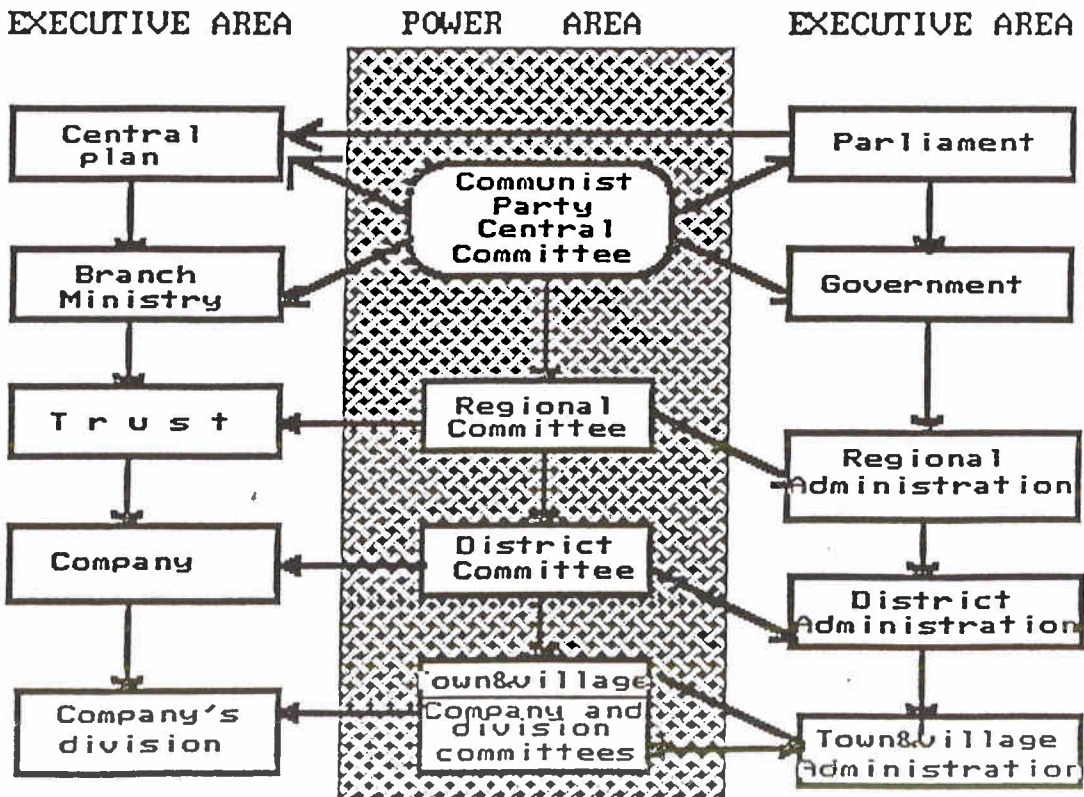 EXECUTIVE AREA
POWER AREA
EXECUTIVE AREA
Central
plan
Communist
Party
Central
Committee
Parliament
Branch
Ministry
Government
Trust
Regional
Committee
Regional
Administration
Company
District
Committee
District
Administration
Company's
division
Town&village
Company and
division
committees
Town&village
Administration